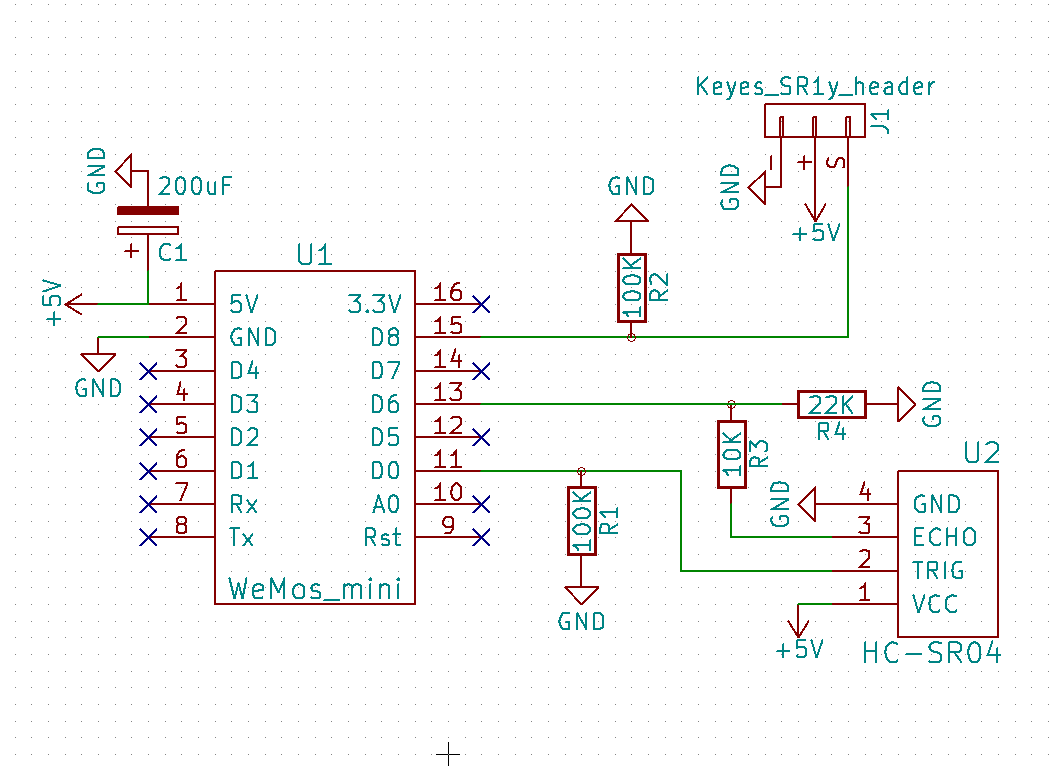 Keyes_SR1y_header
J1
- + S
GND
+5V
GND
200uF
+ C1
+5V
GND
GND
100K
R2
U1
1 5V 3.3V 16
2 GND D8 15
3 D4 D7 14
4 D3 D6 13
5 D2 D5 12
6 D1 D0 11
7 Rx A0 10
8 Tx Rst 9
WeMos_mini
22K
R4
GND
10K
R3
100K
R1
GND
U2
GND
4 GND
3 ECHO
2 TRIG
1 VCC
+5V
HC-SR04